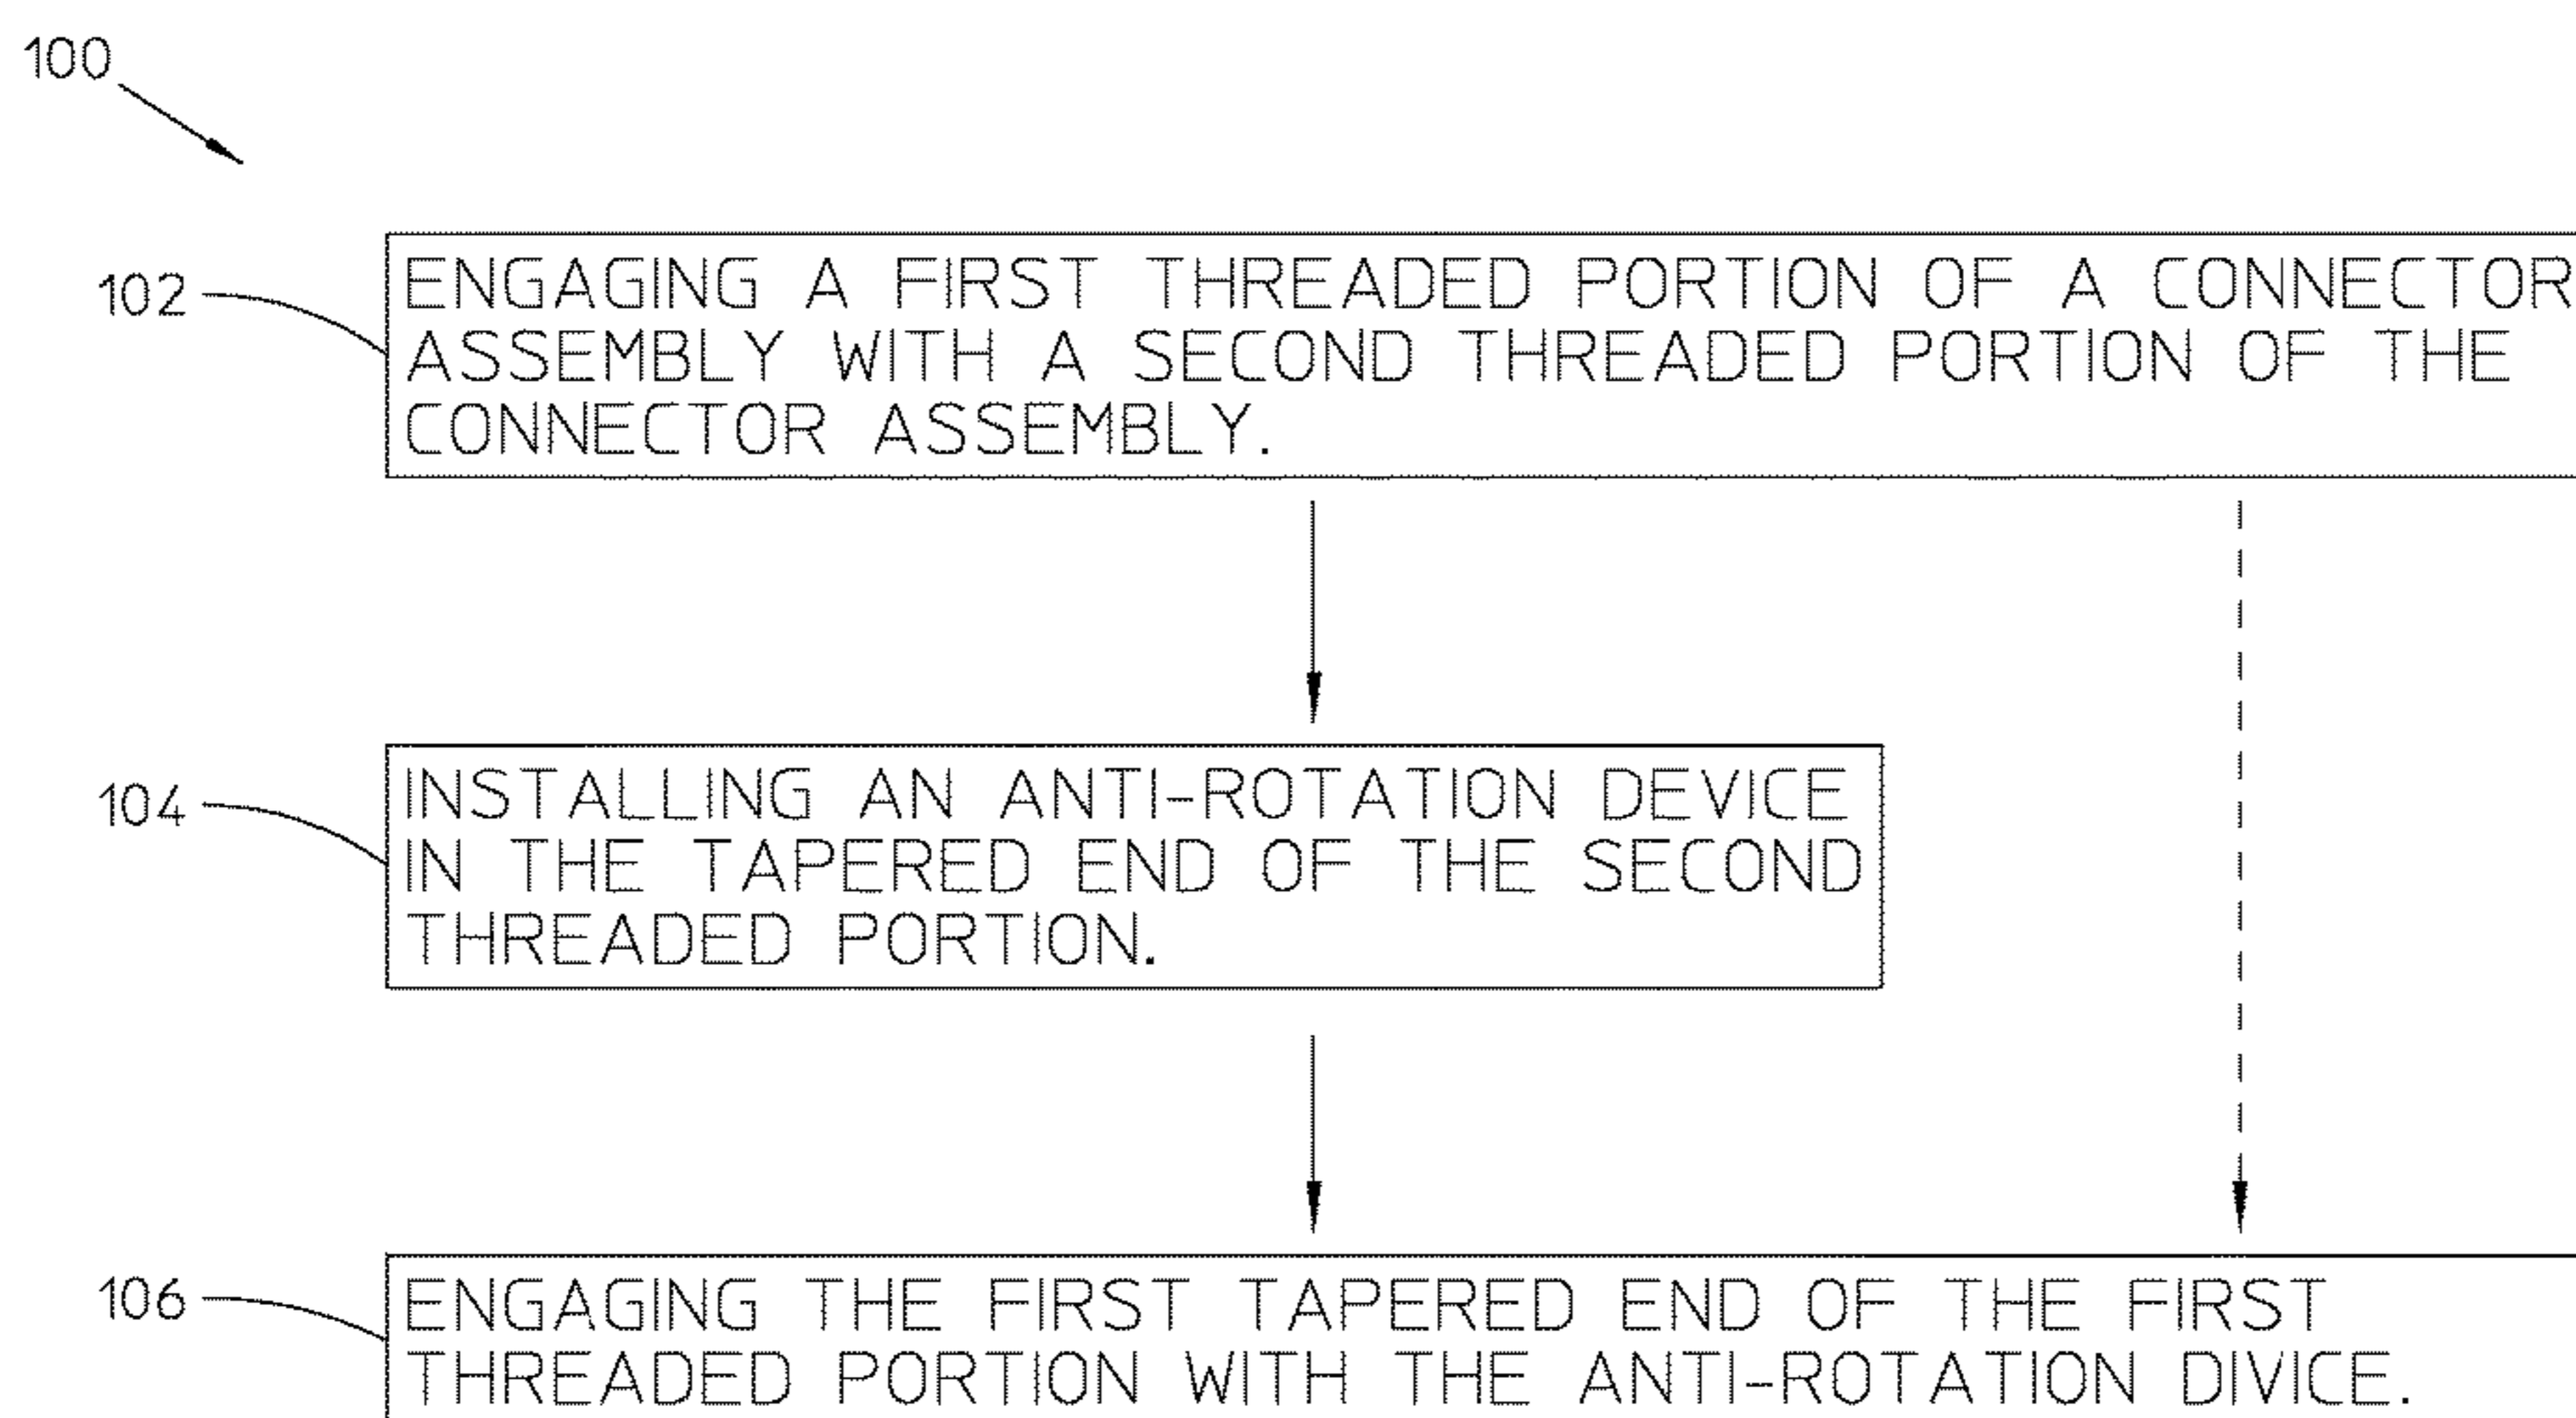 100
102
ENGAGING A FIRST THREADED PORTION OF A CONNECTOR
ASSEMBLY WITH A SECOND THREADED PORTION OF THE
CONNECTOR ASSEMBLY.
104
INSTALLING AN ANTI-ROTATION DEVICE
IN THE TAPERED END OF THE SECOND
THREADED PORTION.
106
ENGAGING THE FIRST TAPERED END OF THE FIRST
THREADED PORTION WITH THE ANTI-ROTATION DIVICE.